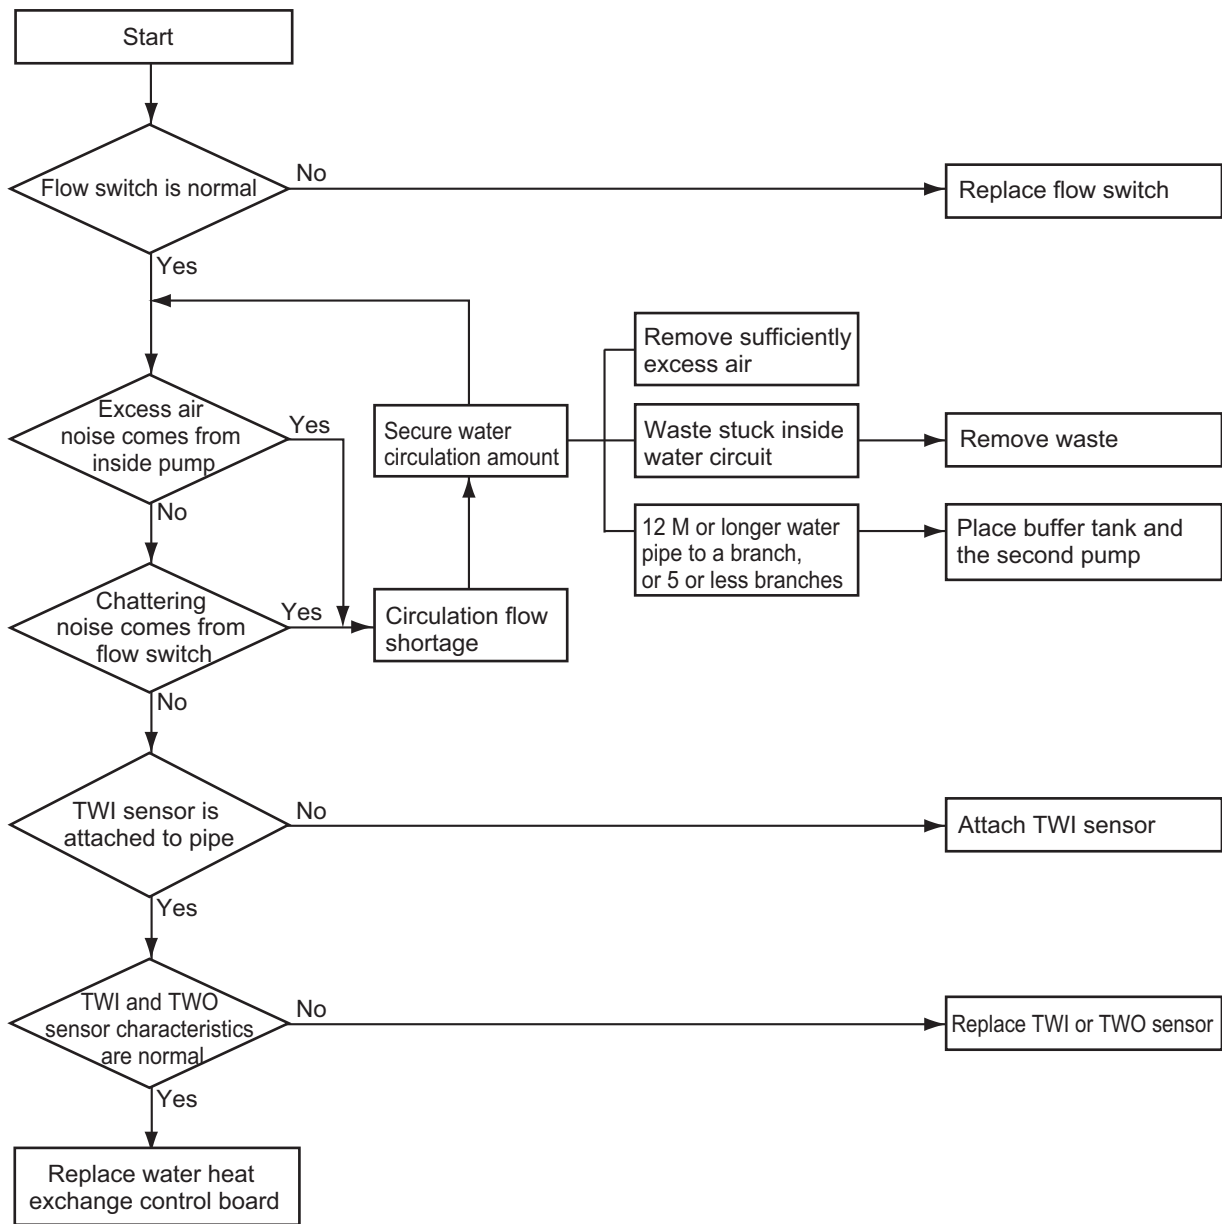 Start
Flow switch is normal
No
Replace flow switch
Yes
Excess air
noise comes from
inside pump
Yes
No
Secure water
circulation amount
Remove sufficiently
excess air
Waste stuck inside
water circuit
Remove waste
12 M or longer water
pipe to a branch,
or 5 or less branches
Place buffer tank and
the second pump
Chattering
noise comes from
flow switch
Yes
No
Circulation flow
shortage
TWI sensor is
attached to pipe
No
Attach TWI sensor
Yes
TWI and TWO
sensor characteristics
are normal
No
Replace TWI or TWO sensor
Yes
Replace water heat
exchange control board